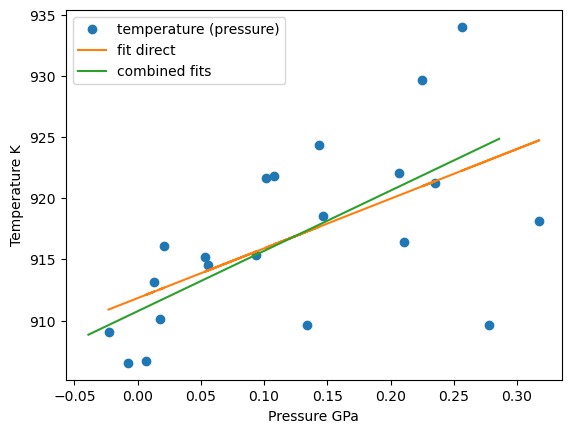 temperature (pressure)
fit direct
combined fits
935
930
925
920
915
910
Temperature K
−0.05
0.00
0.05
0.10
0.15
0.20
0.25
0.30
Pressure GPa